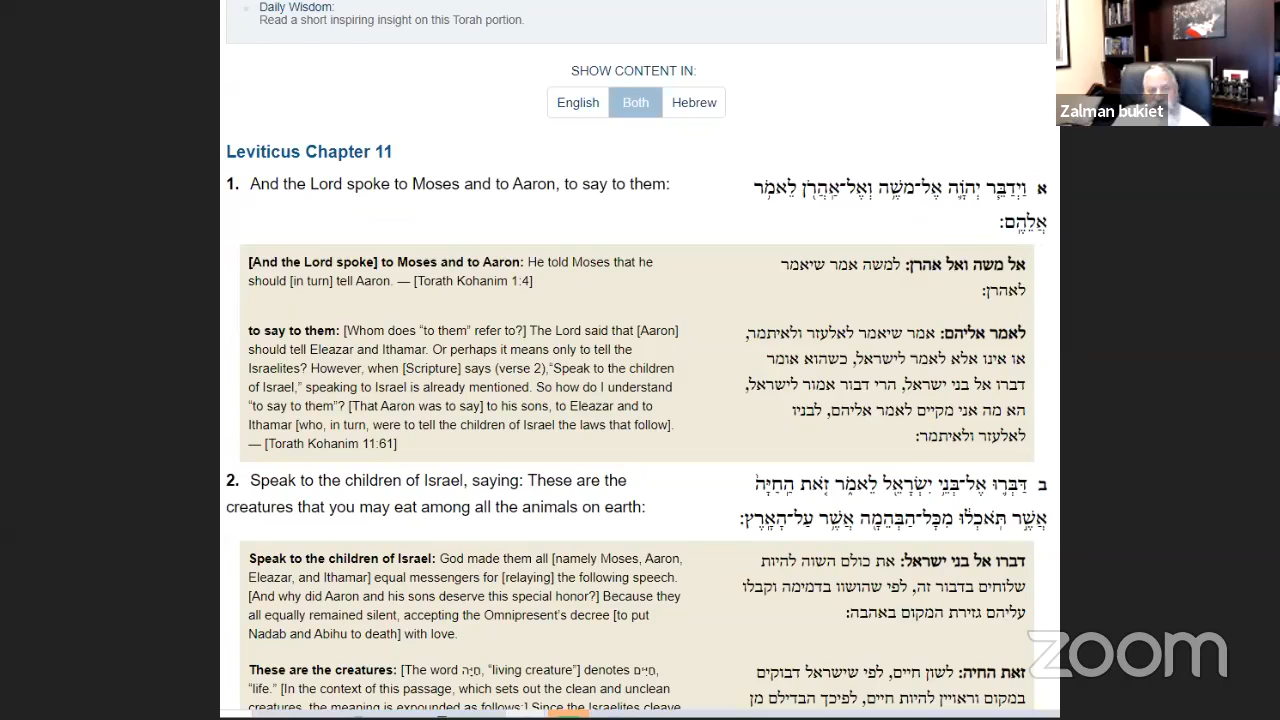 Daily Wisdom:
Read a short inspiring insight on this Torah portion.
SHOW CONTENT IN:
English Both Hebrew
Zalman bukiet
Leviticus Chapter 11
1. And the Lord spoke to Moses and to Aaron, to say to them:
א וַיְדַבֵּ֧ר יְהֹוָ֛ה אֶל־משֶׁ֥ה וְאֶל־אַֽהֲרֹ֖ן לֵאמֹ֥ר
אֲלֵהֶֽם:
[And the Lord spoke] to Moses and to Aaron: He told Moses that he
should [in turn] tell Aaron. — [Torath Kohanim 1:4]
אל משה ואל אהרן: למשה אמר שיאמר
לאהרן:
to say to them: [Whom does “to them” refer to?] The Lord said that [Aaron]
should tell Eleazar and Ithamar. Or perhaps it means only to tell the
Israelites? However, when [Scripture] says (verse 2),“Speak to the children
of Israel,” speaking to Israel is already mentioned. So how do I understand
“to say to them”? [That Aaron was to say] to his sons, to Eleazar and to
Ithamar [who, in turn, were to tell the children of Israel the laws that follow].
— [Torath Kohanim 11:61]
לאמר אליהם: אמר שיאמר לאלעזר ולאיתמר,
או אינו אלא לאמר לישראל, כשהוא אומר
דברו אל בני ישראל, הרי דבור אמור לישראל,
הא מה אני מקיים לאמר אליהם, לבניו
לאלעזר ולאיתמר:
2. Speak to the children of Israel, saying: These are the
creatures that you may eat among all the animals on earth:
ב דַּבְּר֛וּ אֶל־בְּנֵ֥י יִשְׂרָאֵ֖ל לֵאמֹ֑ר זֹ֤את הַֽחַיָּה֙
אֲשֶׁ֣ר תֹּֽאכְל֔וּ מִכָּל־הַבְּהֵמָ֖ה אֲשֶׁ֥ר עַל־הָאָֽרֶץ:
Speak to the children of Israel: God made them all [namely Moses, Aaron,
Eleazar, and Ithamar] equal messengers for [relaying] the following speech.
[And why did Aaron and his sons deserve this special honor?] Because they
all equally remained silent, accepting the Omnipresent’s decree [to put
Nadab and Abihu to death] with love.
דברו אל בני ישראל: את כולם השוה להיות
שלוחים בדבור זה, לפי שהושוו בדמימה וקבלו
עליהם גזירת המקום באהבה:
These are the creatures: [The word חַיָּה, “living creature”] denotes חַיִּים,
“life.” [In the context of this passage, which sets out the clean and unclean
creatures, the meaning is expounded as follows:] Since the Israelites cleave
זאת החיה: לשון חיים, לפי שישראל דבוקים
במקום וראויין להיות חיים, לפיכך הבדילם מן
zoom